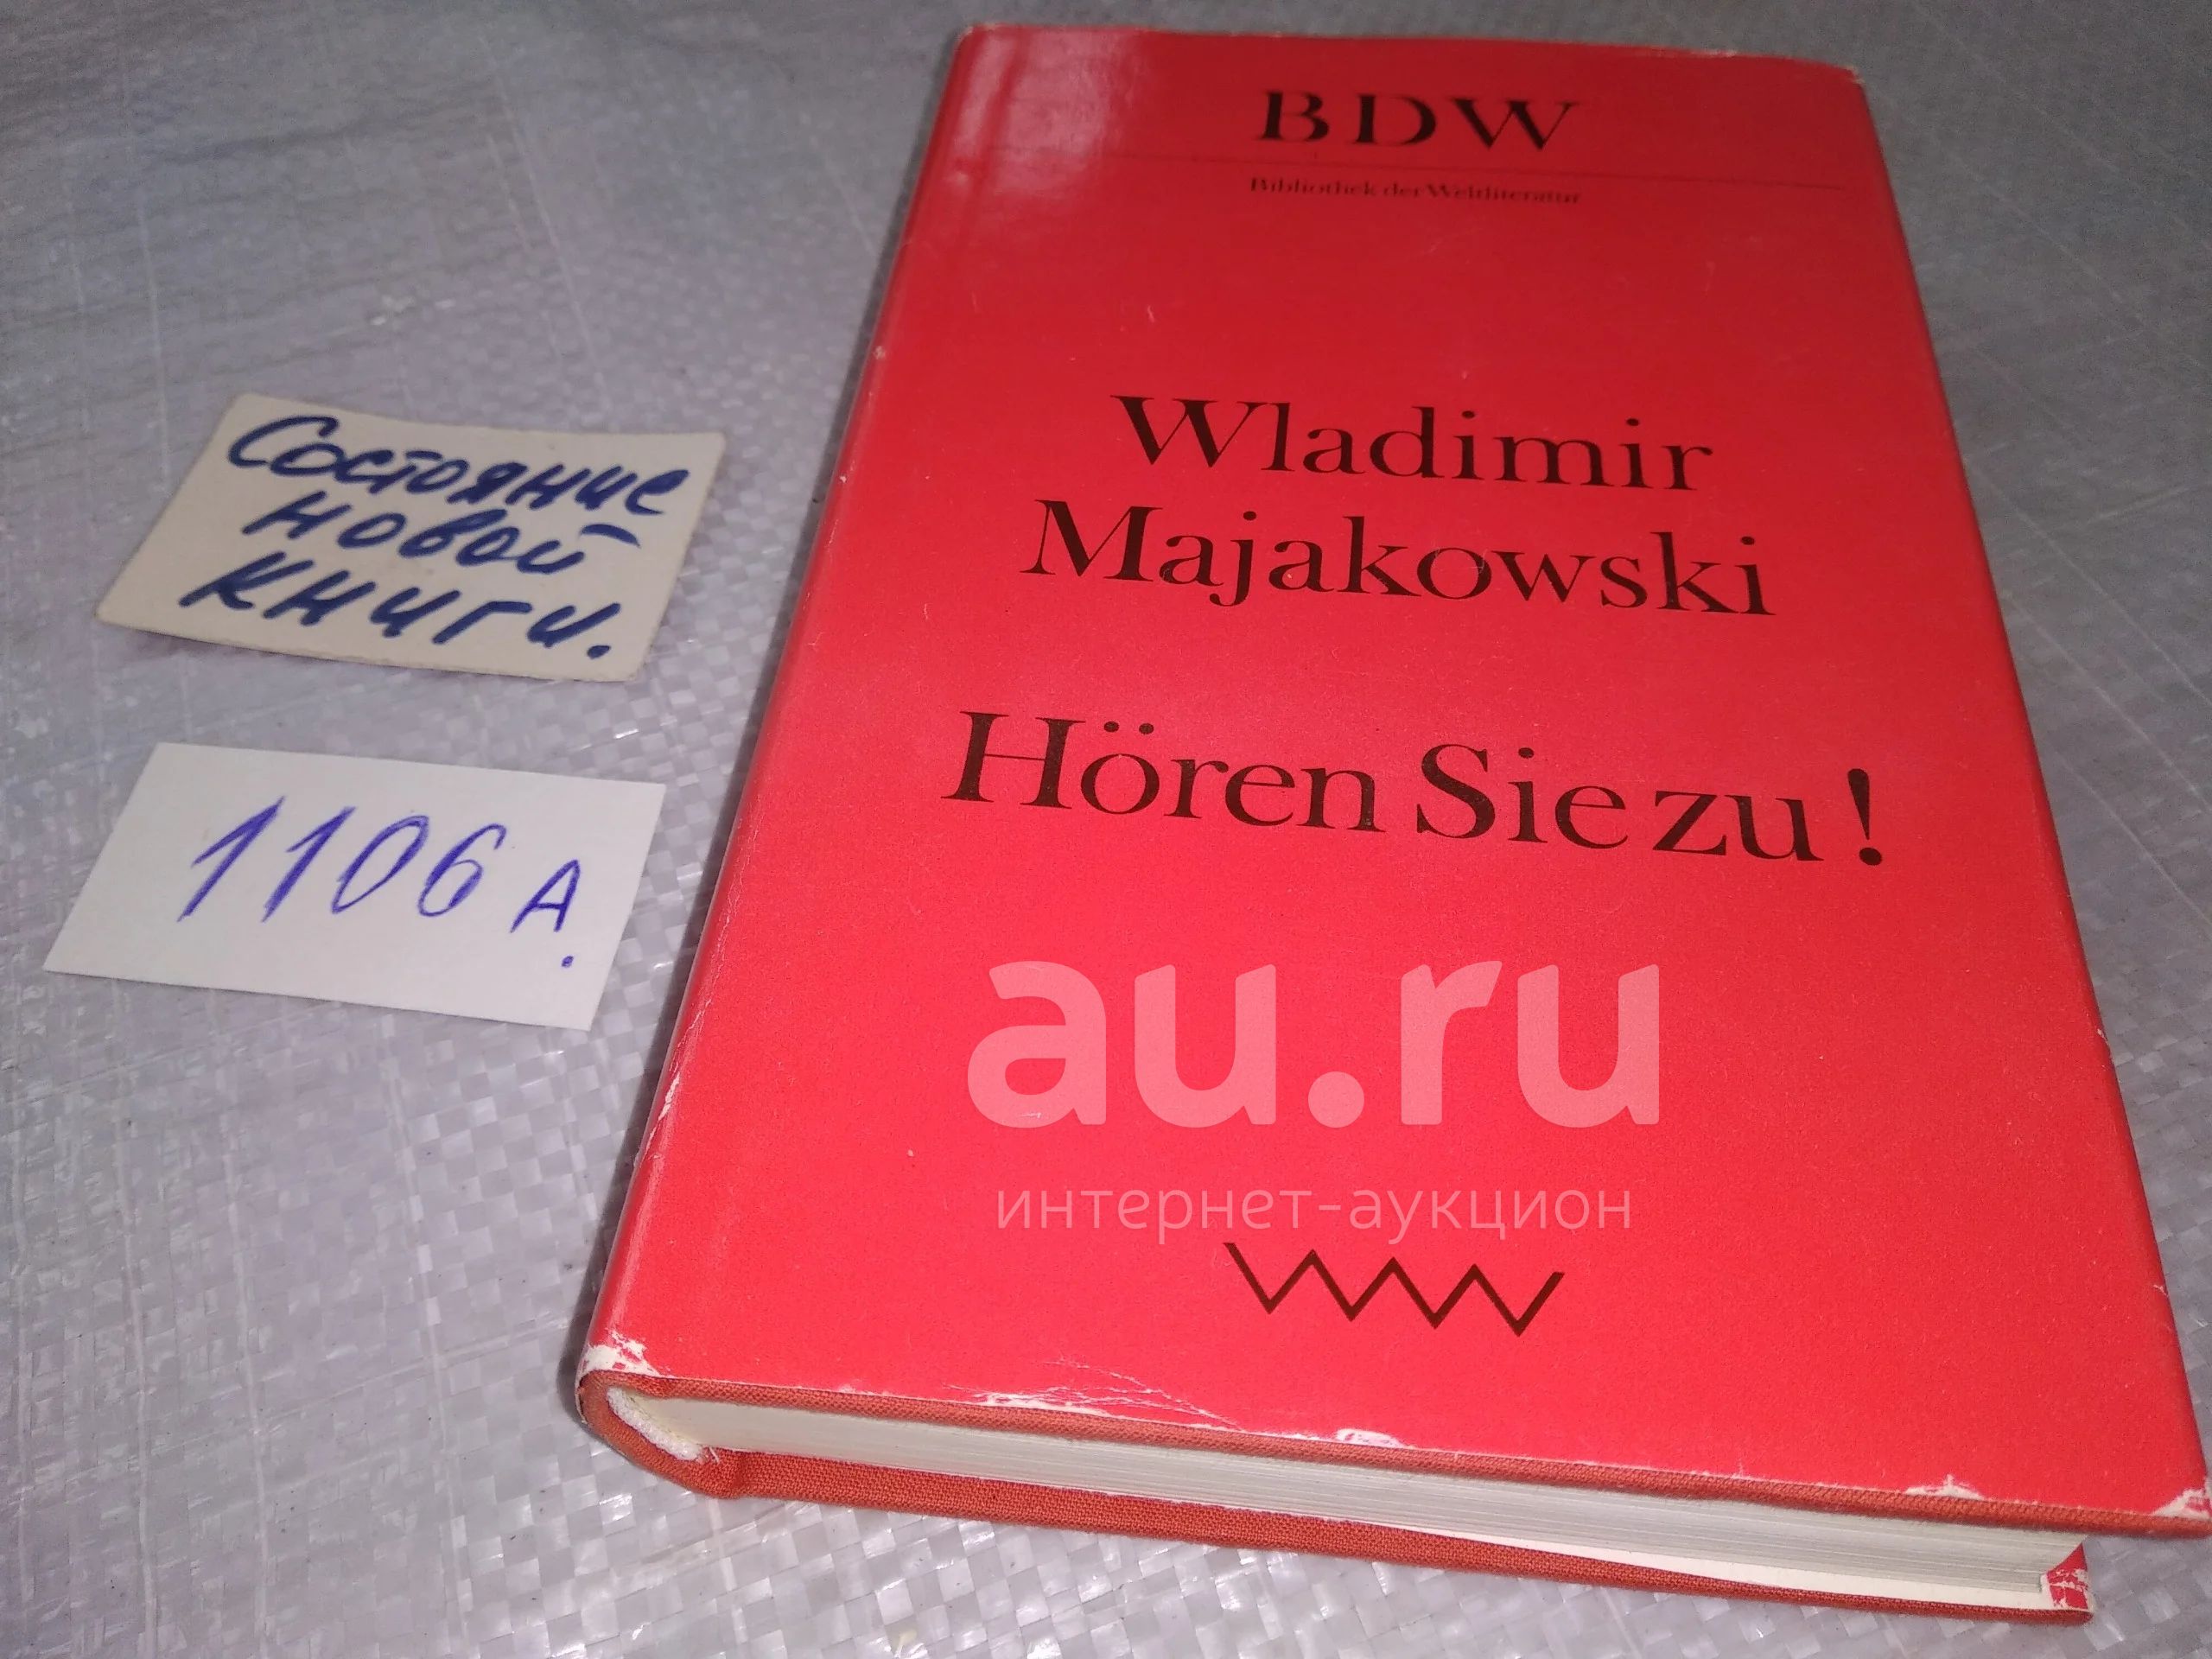 BDW
Bibliothek der Weltliteratur
Wladimir
Majakowski
Hören Sie zu!
au.ru
интернет-аукцион
Состояние
новой
книги.
1106 А.